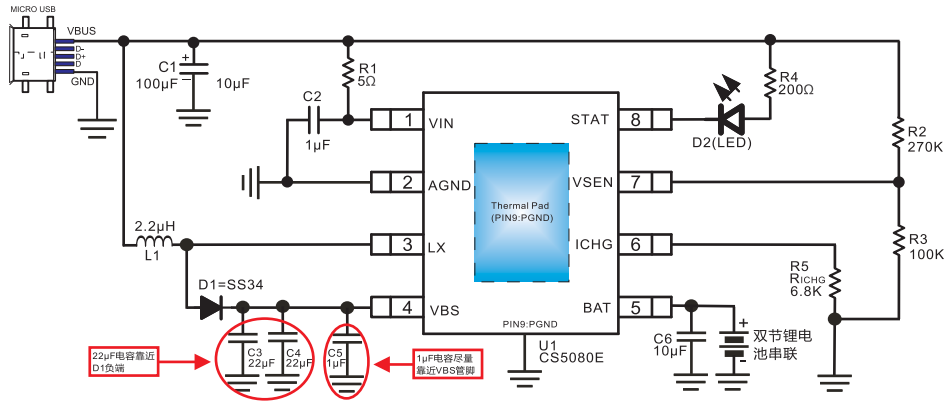 MICRO USB
VBUS
D-
D+
D
GND
C1
100μF
+
10μF
R1
5Ω
C2
1μF
R4
200Ω
D2(LED)
R2
270K
R3
100K
1
VIN
2
AGND
3
LX
4
VBS
STAT
8
VSEN
7
ICHG
6
BAT
5
Thermal Pad
(PIN9:PGND)
PIN9:PGND
U1
CS5080E
2.2μH
L1
D1=SS34
C3
22μF
C4
22μF
C5
1μF
22μF电容靠近
D1负端
1μF电容尽量
靠近VBS管脚
R5
RICHG
6.8K
C6
10μF
+
-
双节锂电
池串联